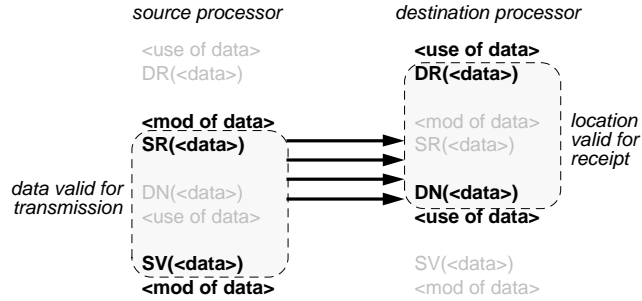 source processor
destination processor
<use of data>
DR(<data>)
<mod of data>
SR(<data>)
DN(<data>)
<use of data>
SV(<data>)
<mod of data>
data valid for
transmission
<use of data>
DR(<data>)
<mod of data>
SR(<data>)
DN(<data>)
<use of data>
SV(<data>)
<mod of data>
location
valid for
receipt